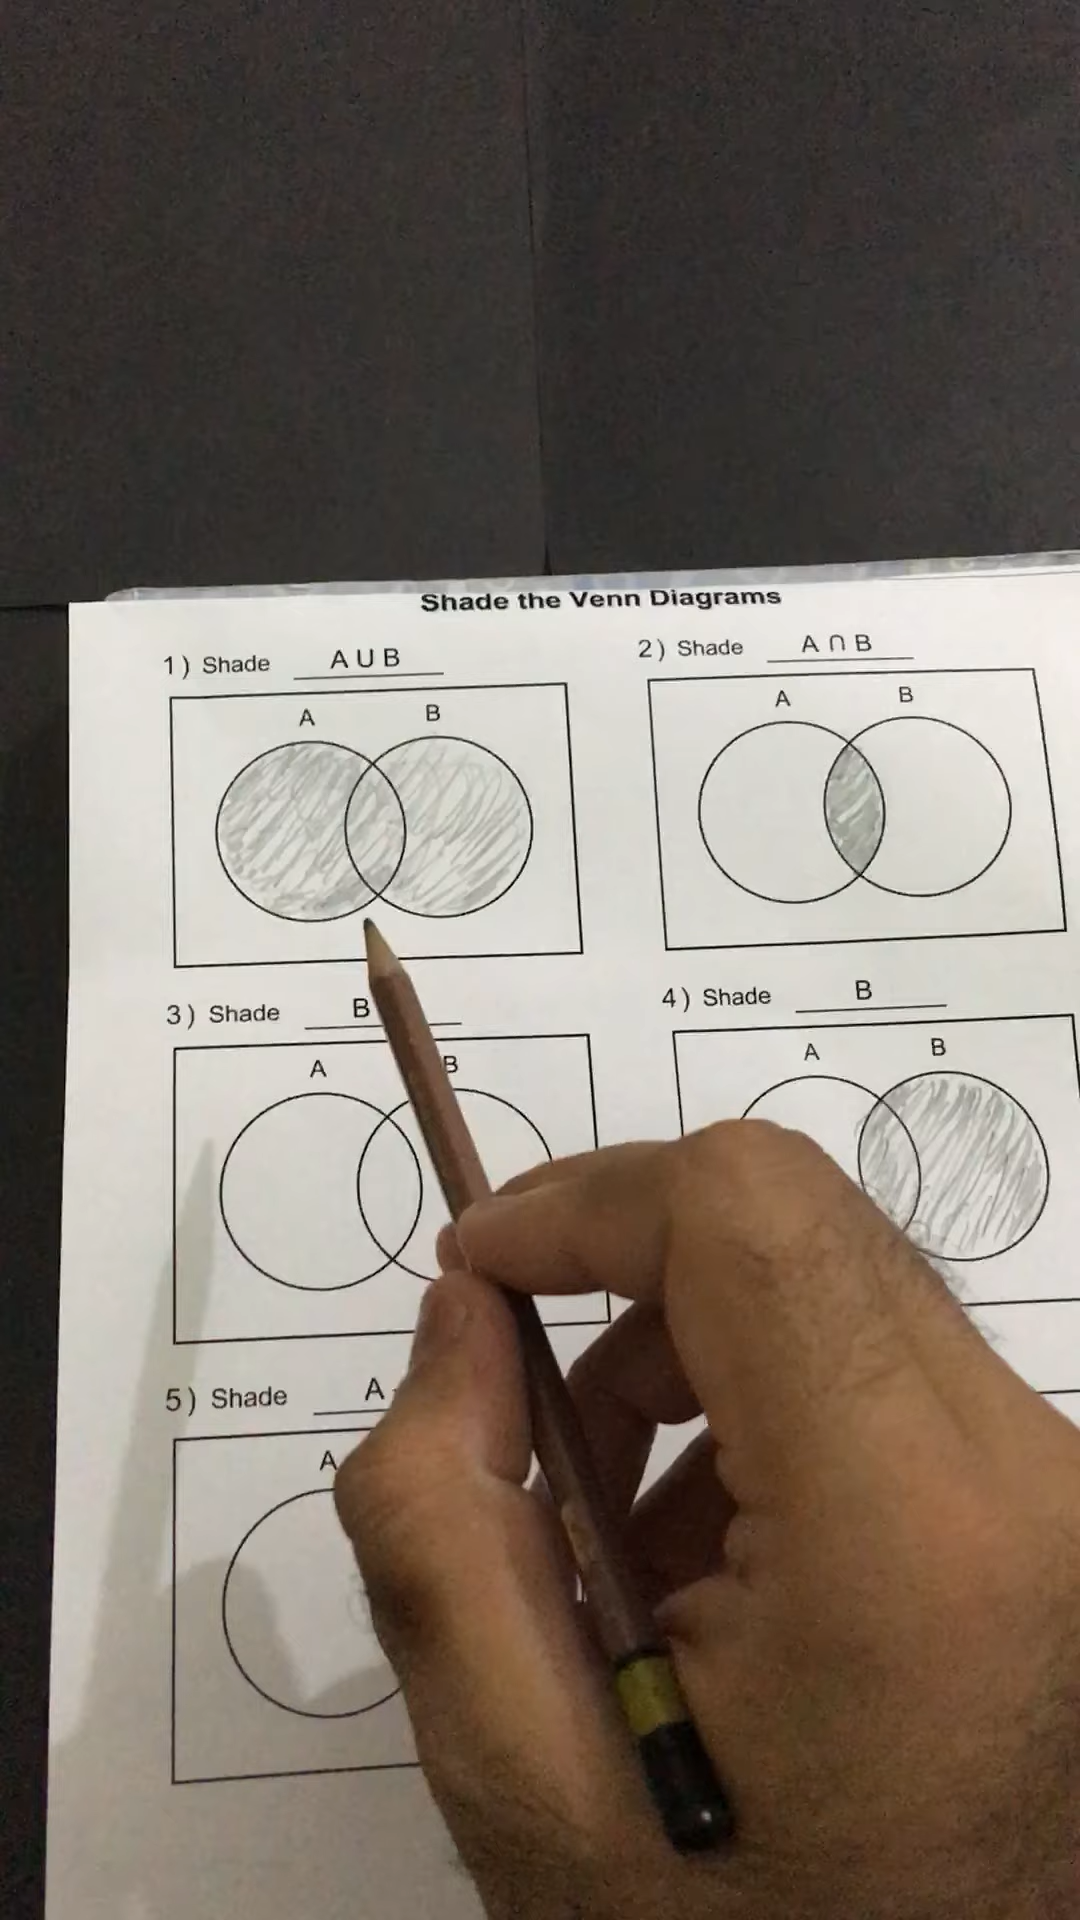 Shade the Venn Diagrams
1) Shade A U B
2) Shade A ∩ B
A B
A B
3) Shade B
4) Shade B
A B
A B
5) Shade A
A